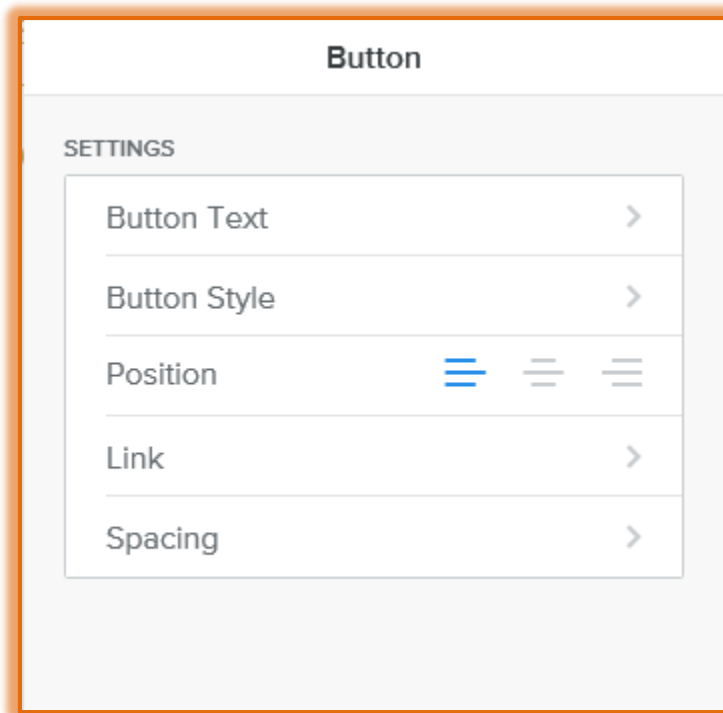 Button
SETTINGS
Button Text
Button Style
Position
Link
Spacing